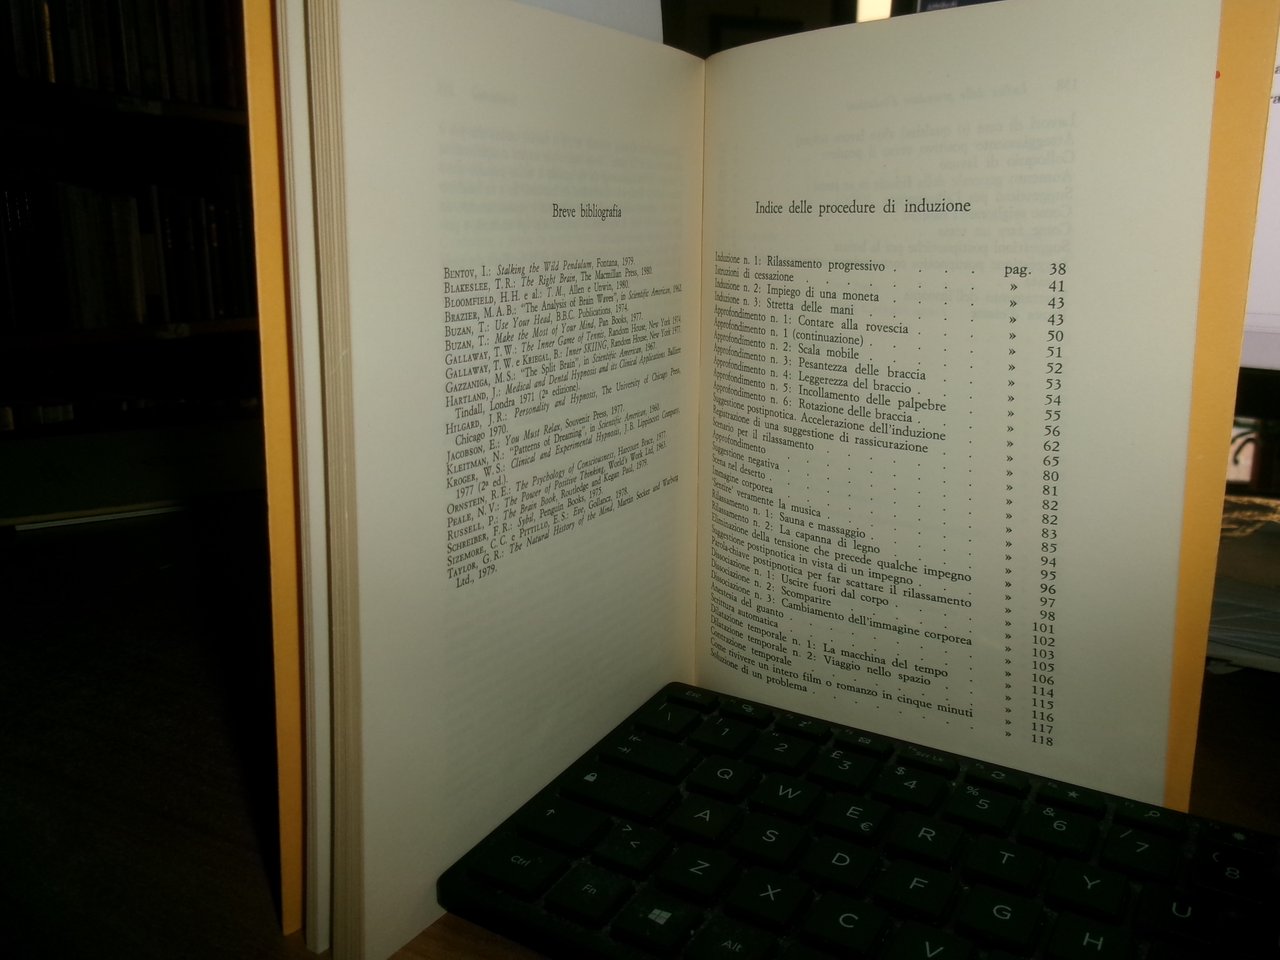 Breve bibliografia
BENTOV, I.: Stalking the Wild Pendulum, Fontana, 1979.
BLAKESLEE, T.R.: The Right Brain, The Macmillan Press, 1980.
BLOOMFIELD, H.H. e al.: T.M., Allen e Unwin, 1980.
BRAZIER, M.A.B.: "The Analysis of Brain Waves", in Scientific American, 1962.
BUZAN, T.: Use Your Head, B.B.C. Publications, 1974.
BUZAN, T.: Make the Most of Your Mind, Pan Books, 1977.
GALLAWAY, T.W.: The Inner Game of Tennis, Random House, New York 1974.
GALLAWAY, T.W. e KRIEGAL, B.: Inner SKIING, Random House, New York 1977.
GAZZANIGA, M.S.: "The Split Brain", in Scientific American, 1967.
HARTLAND, J.: Medical and Dental Hypnosis and its Clinical Applications, Balliere
Tindall, Londra 1971 (2ª edizione).
HILGARD, J.R.: Personality and Hypnosis, The University of Chicago Press,
Chicago 1970.
JACOBSON, E.: You Must Relax, Souvenir Press, 1977.
KLEITMAN, N.: "Patterns of Dreaming", in Scientific American, 1960.
KROGER, W.S.: Clinical and Experimental Hypnosis, J.B. Lippincott Company,
1977 (2ª ed.).
ORNSTEIN, R.E.: The Psychology of Consciousness, Harcourt Brace, 1977.
PEALE, N.V.: The Power of Positive Thinking, World's Work Ltd, 1963.
RUSSELL, P.: The Brain Book, Routledge and Kegan Paul, 1979.
SCHREIBER, F.R.: Sybil, Penguin Books, 1975.
SIZEMORE, C.C. e PITTILLO, E.S.: Eve, Gollancz, 1978.
TAYLOR, G.R.: The Natural History of the Mind, Martin Secker and Warburg
Ltd., 1979.
Indice delle procedure di induzione
Induzione n. 1: Rilassamento progressivo . . . . pag. 38
Istruzioni di cessazione . . . . » 41
Induzione n. 2: Impiego di una moneta . . . . » 43
Induzione n. 3: Stretta delle mani . . . . » 43
Approfondimento n. 1: Contare alla rovescia . . . . » 50
Approfondimento n. 1 (continuazione) . . . . » 51
Approfondimento n. 2: Scala mobile . . . . » 52
Approfondimento n. 3: Pesantezza delle braccia . . » 53
Approfondimento n. 4: Leggerezza del braccio . . . » 54
Approfondimento n. 5: Incollamento delle palpebre . » 55
Approfondimento n. 6: Rotazione delle braccia . . . » 56
Suggestione postipnotica. Accelerazione dell'induzione . » 62
Registrazione di una suggestione di rassicurazione . . » 65
Scenario per il rilassamento . . . . » 80
Approfondimento . . . . » 81
Suggestione negativa . . . . » 82
Scena nel deserto . . . . » 82
Immagine corporea . . . . » 83
'Sentire' veramente la musica . . . . » 85
Rilassamento n. 1: Sauna e massaggio . . . . » 94
Rilassamento n. 2: La capanna di legno . . . . » 95
Eliminazione della tensione che precede qualche impegno » 96
Suggestione postipnotica in vista di un impegno . . . » 97
Parola-chiave postipnotica per far scattare il rilassamento » 98
Dissociazione n. 1: Uscire fuori dal corpo . . . . » 101
Dissociazione n. 2: Scomparire . . . . » 102
Dissociazione n. 3: Cambiamento dell'immagine corporea » 103
Anestesia del guanto . . . . » 105
Scrittura automatica . . . . » 106
Dilatazione temporale n. 1: La macchina del tempo . » 114
Dilatazione temporale n. 2: Viaggio nello spazio . . » 115
Contrazione temporale . . . . » 116
Come rivivere un intero film o romanzo in cinque minuti » 117
Soluzione di un problema . . . . » 118
Esc
\ 1 2 £ 3 $ 4 % 5 & 6 / 7 ( 8
Q W E € R T Y U
A S D F G H
> < Z X C V
Ctrl Fn Alt